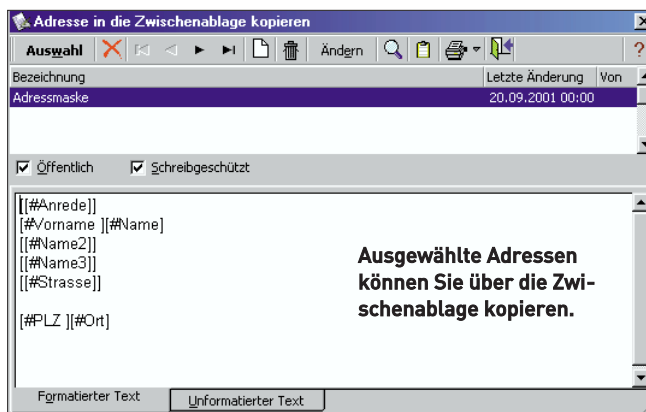 Adresse in die Zwischenablage kopieren
Auswahl Ändern ?
Bezeichnung Letzte Änderung Von
Adressmaske 20.09.2001 00:00
Öffentlich Schreibgeschützt
[[#Anrede]]
[#Vorname ][#Name]
[[#Name2]]
[[#Name3]]
[[#Strasse]]
[#PLZ ][#Ort]
Ausgewählte Adressen
können Sie über die Zwi-
schenablage kopieren.
Formatierter Text Unformatierter Text